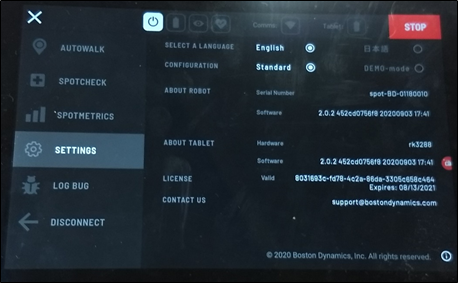 Comms:
Tablet:
STOP
AUTOWALK
SPOTCHECK
SPOTMETRICS
SETTINGS
LOG BUG
DISCONNECT
SELECT A LANGUAGE English 日本語
CONFIGURATION Standard DEMO-mode
ABOUT ROBOT Serial Number spot-BD-01180010
Software 2.0.2 452cd0756f8 20200903 17:41
ABOUT TABLET Hardware rk3288
Software 2.0.2 452cd0756f8 20200903 17:41
LICENSE Valid 8031693c-fd78-4c2a-86da-3305c658c464
Expires: 08/13/2021
CONTACT US support@bostondynamics.com
© 2020 Boston Dynamics, Inc. All rights reserved.